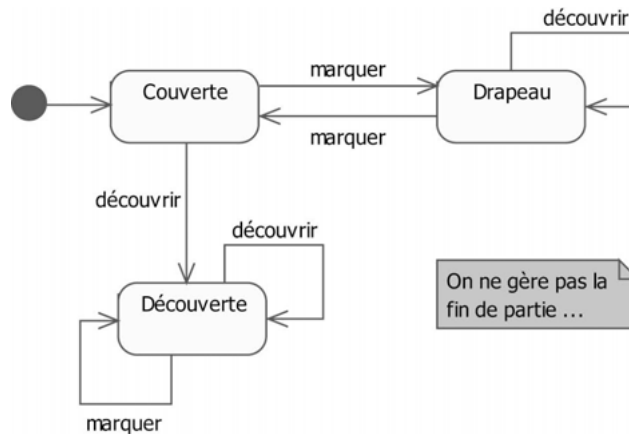 découvrir
marquer
Couverte
Drapeau
marquer
découvrir
découvrir
Découverte
On ne gère pas la
fin de partie ...
marquer